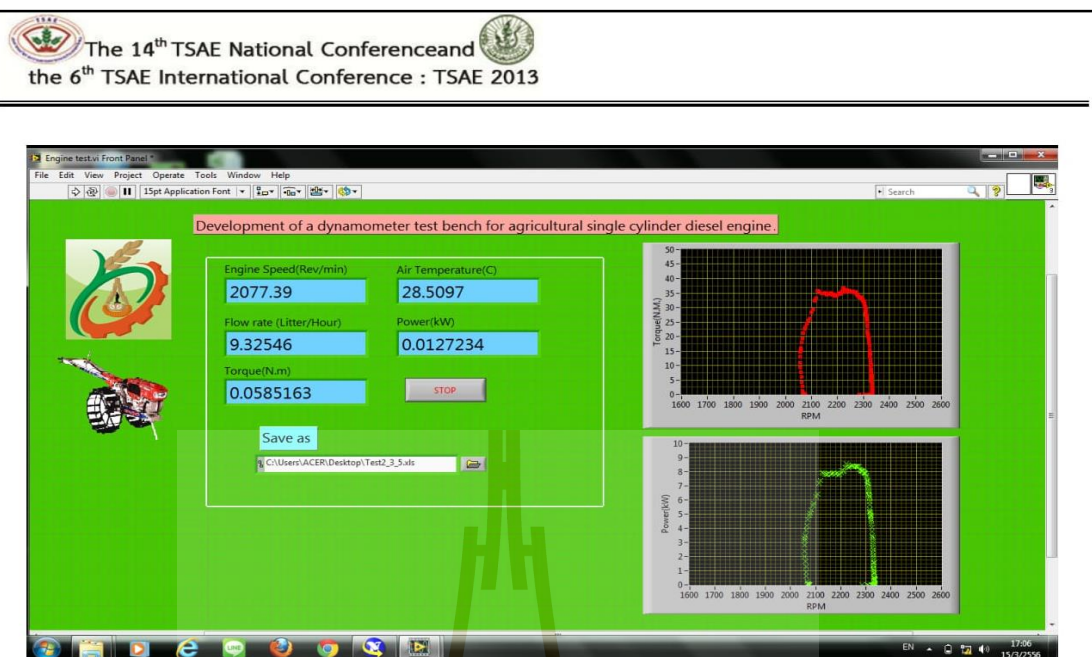 The 14th TSAE National Conferenceand
the 6th TSAE International Conference : TSAE 2013
Engine test.vi Front Panel *
File Edit View Project Operate Tools Window Help
15pt Application Font
Search
Development of a dynamometer test bench for agricultural single cylinder diesel engine.
Engine Speed(Rev/min)
2077.39
Air Temperature(C)
28.5097
Flow rate (Litter/Hour)
9.32546
Power(kW)
0.0127234
Torque(N.m)
0.0585163
STOP
Save as
C:\Users\ACER\Desktop\Test2_3_5.xls
50
45
40
35
30
25
20
15
10
5
0
Torque(N.M.)
1600 1700 1800 1900 2000 2100 2200 2300 2400 2500 2600
RPM
10
9
8
7
6
5
4
3
2
1
0
Power(kW)
1600 1700 1800 1900 2000 2100 2200 2300 2400 2500 2600
RPM
LINE
EN
17:06
15/3/2556